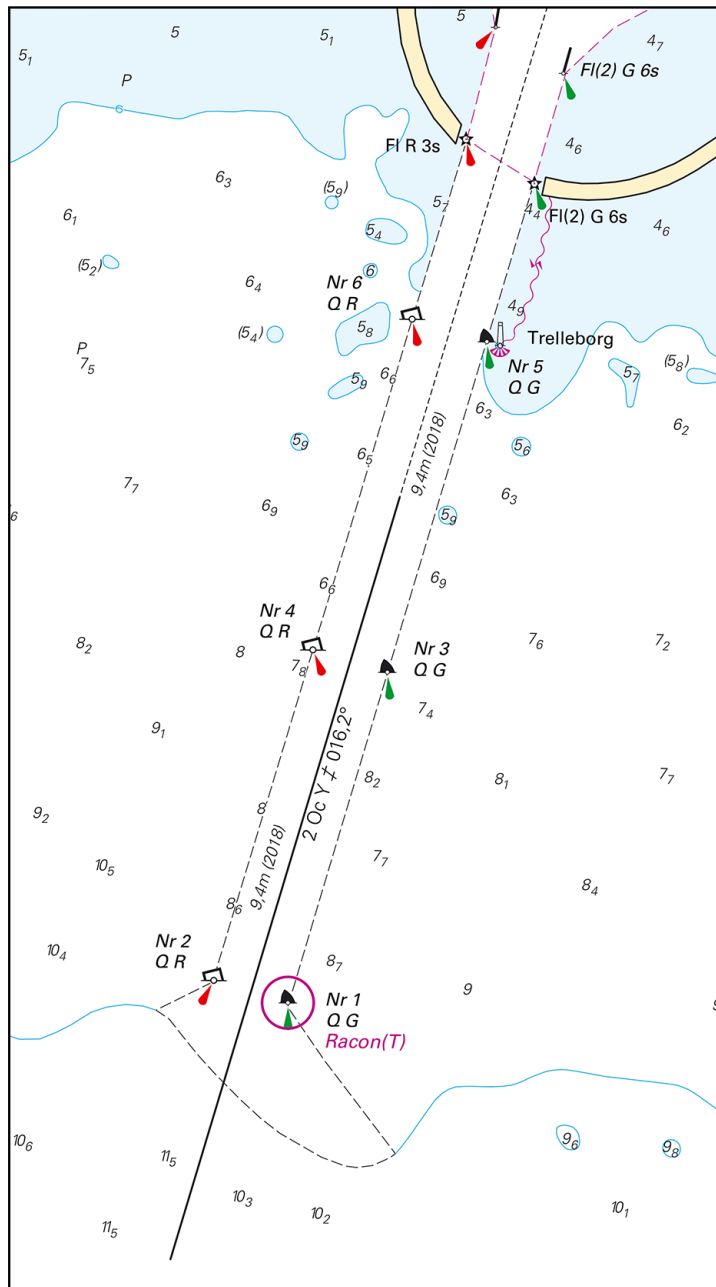 5
5
5₁
5₁
4₇
P
6
Fl(2) G 6s
Fl R 3s
4₆
6₃
(5₉)
5₇
4₄
Fl(2) G 6s
6₁
5₄
4₆
(5₂)
6
6₄
Nr 6
Q R
4₉
(5₄)
5₈
Trelleborg
P
7₅
6₆
5₉
Nr 5
Q G
5₇
(5₈)
6₃
6₂
5₉
5₆
6₅
9,4m (2018)
7₇
6₉
6₃
5₉
6
6₆
6₉
Nr 4
Q R
8₂
8
7₈
Nr 3
Q G
7₆
7₂
7₄
9₁
2 Oc Y ≠ 016,2°
8₂
8₁
7₇
9₂
8
9,4m (2018)
7₇
10₅
8₄
8₆
Nr 2
Q R
10₄
8₇
9
Nr 1
Q G
Racon(T)
10₆
11₅
9₆
9₈
10₃
10₂
10₁
11₅